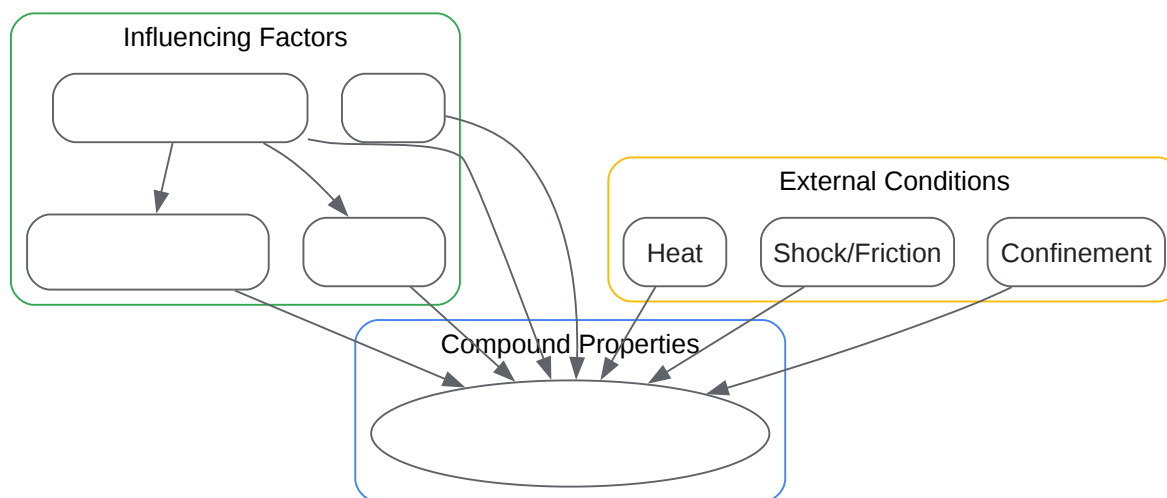 Influencing Factors
External Conditions
Heat
Shock/Friction
Confinement
Compound Properties